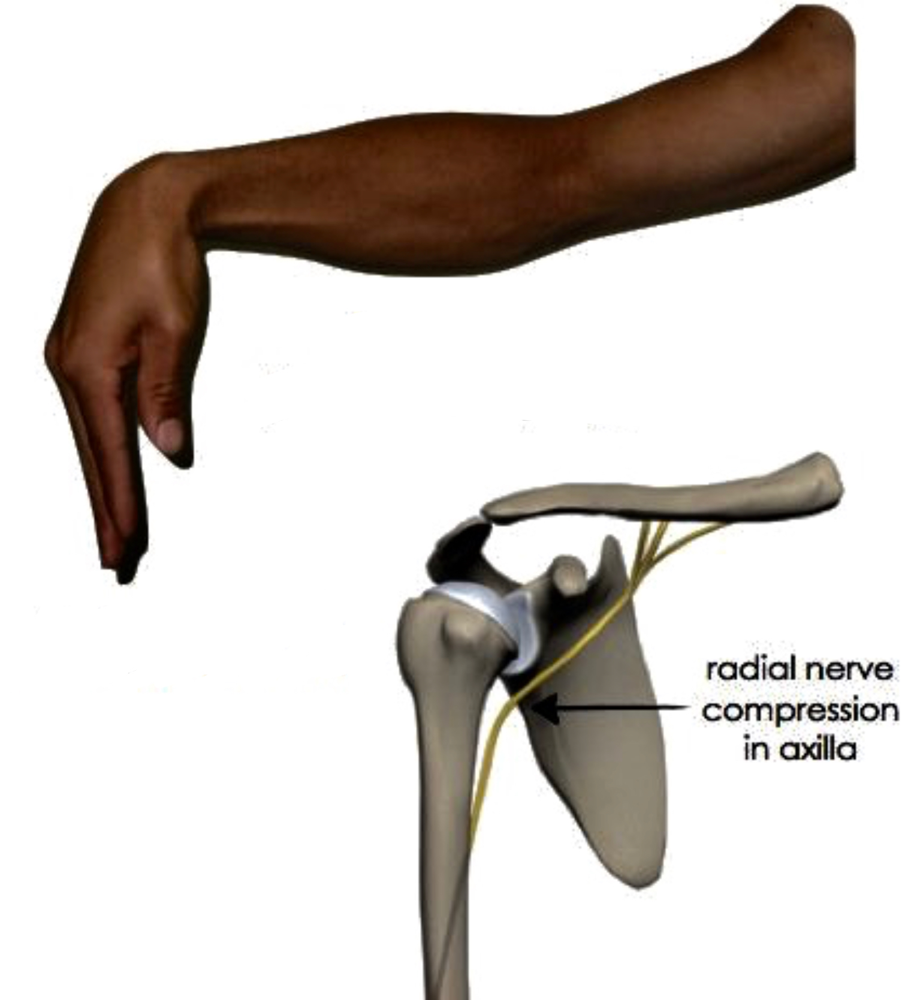 radial nerve
compression
in axilla